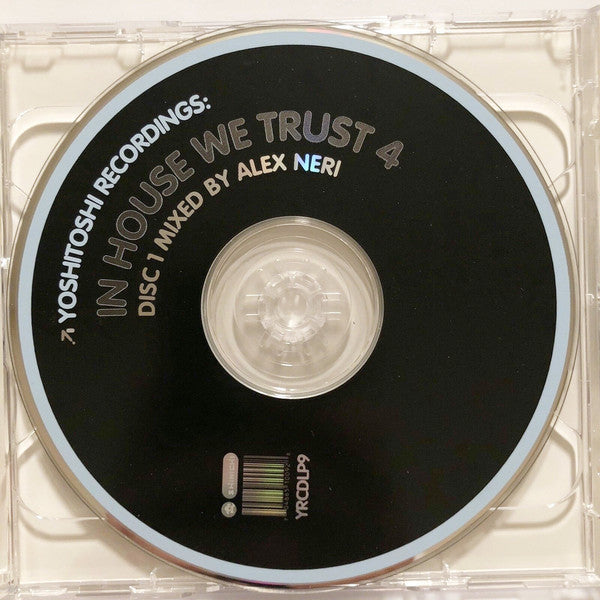 YOSHITOSHI RECORDINGS:
IN HOUSE WE TRUST 4
DISC 1 MIXED BY ALEX NERI
YRCDLP9